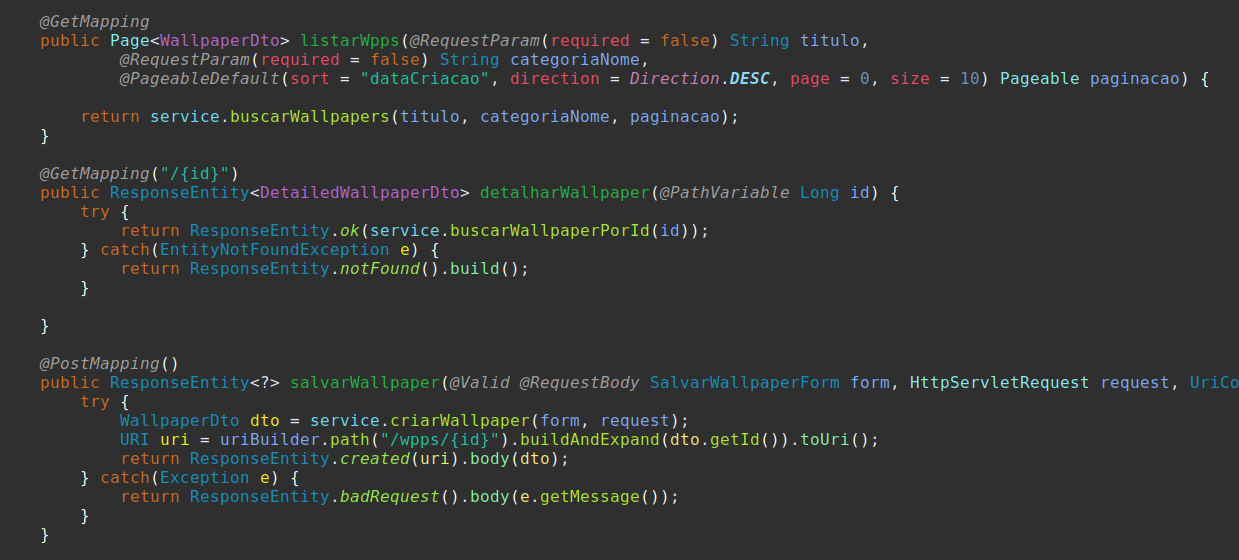 @GetMapping
public Page<WallpaperDto> listarWpps(@RequestParam(required = false) String titulo,
@RequestParam(required = false) String categoriaNome,
@PageableDefault(sort = "dataCriacao", direction = Direction.DESC, page = 0, size = 10) Pageable paginacao) {
return service.buscarWallpapers(titulo, categoriaNome, paginacao);
}
@GetMapping("/{id}")
public ResponseEntity<DetailedWallpaperDto> detalharWallpaper(@PathVariable Long id) {
try {
return ResponseEntity.ok(service.buscarWallpaperPorId(id));
} catch(EntityNotFoundException e) {
return ResponseEntity.notFound().build();
}
}
@PostMapping()
public ResponseEntity<?> salvarWallpaper(@Valid @RequestBody SalvarWallpaperForm form, HttpServletRequest request, UriCo
try {
WallpaperDto dto = service.criarWallpaper(form, request);
URI uri = uriBuilder.path("/wpps/{id}").buildAndExpand(dto.getId()).toUri();
return ResponseEntity.created(uri).body(dto);
} catch(Exception e) {
return ResponseEntity.badRequest().body(e.getMessage());
}
}